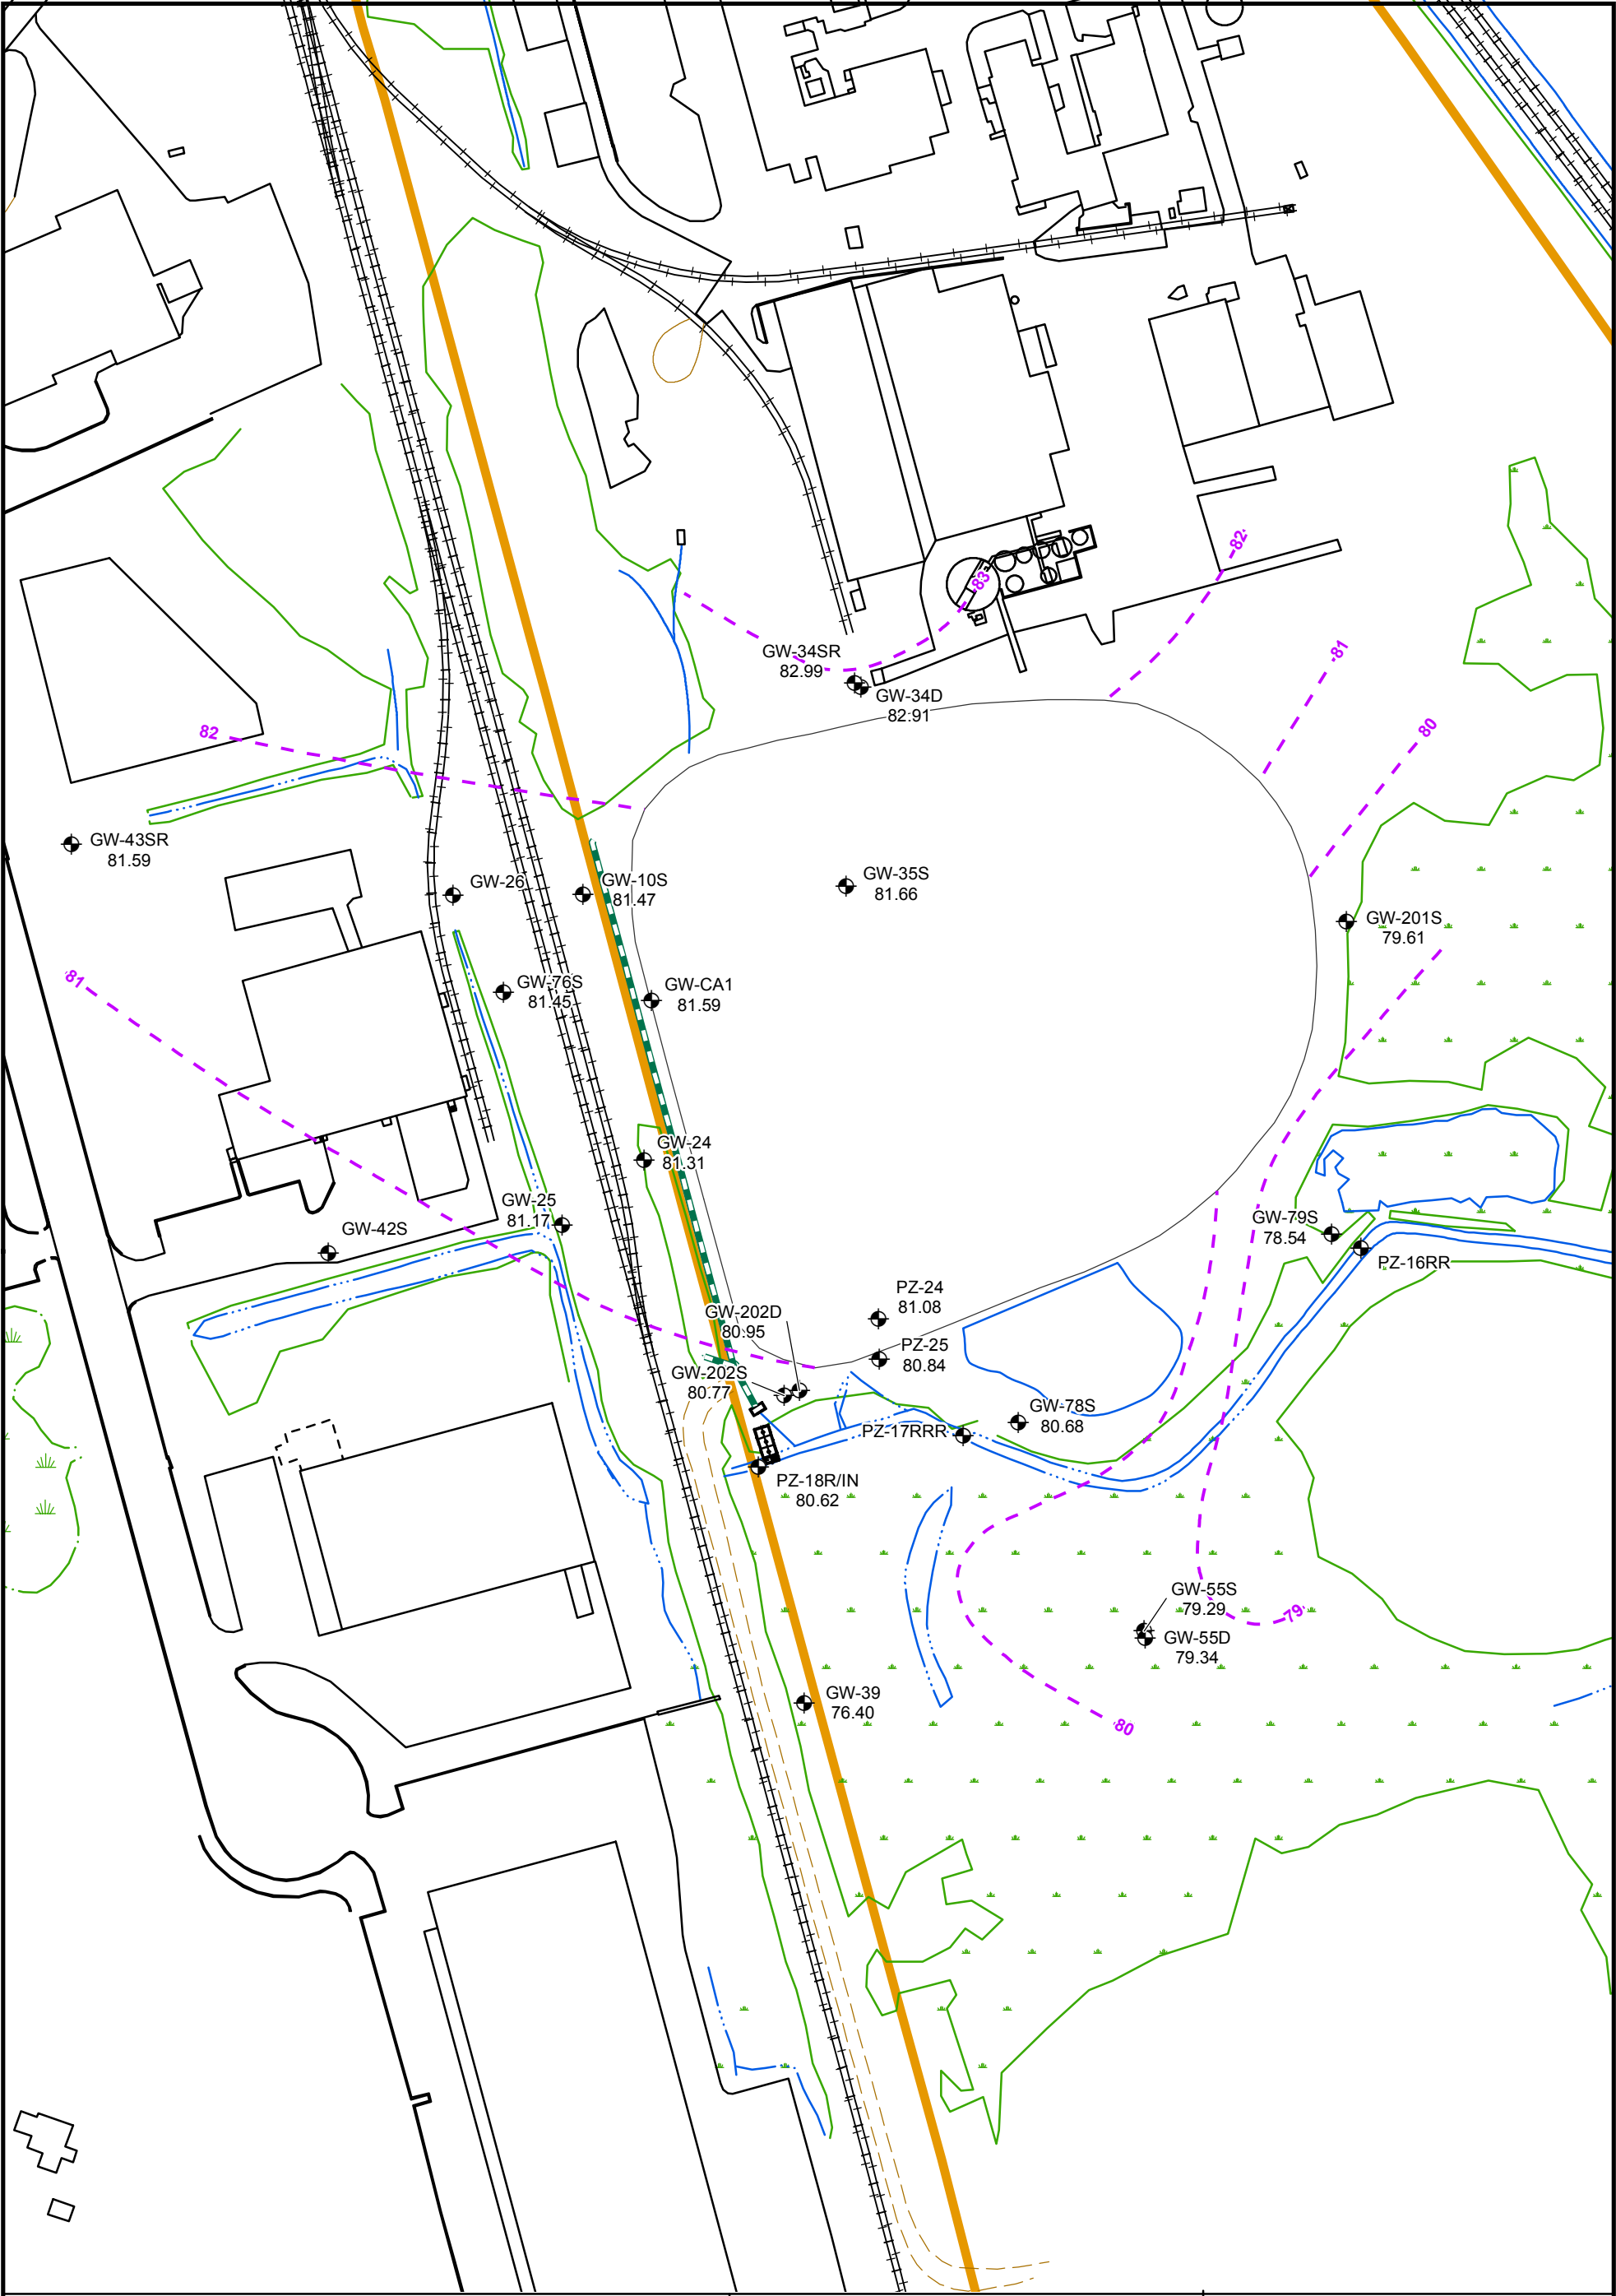 82
83
81
GW-34SR
82.99
GW-34D
82.91
80
82
GW-43SR
81.59
GW-26
GW-10S
81.47
GW-35S
81.66
GW-201S
79.61
81
GW-76S
81.45
GW-CA1
81.59
GW-24
81.31
GW-25
81.17
GW-42S
GW-79S
78.54
PZ-16RR
PZ-24
81.08
GW-202D
80.95
PZ-25
80.84
GW-202S
80.77
GW-78S
80.68
PZ-17RRR
PZ-18R/IN
80.62
GW-55S
79.29
79
GW-55D
79.34
GW-39
76.40
80